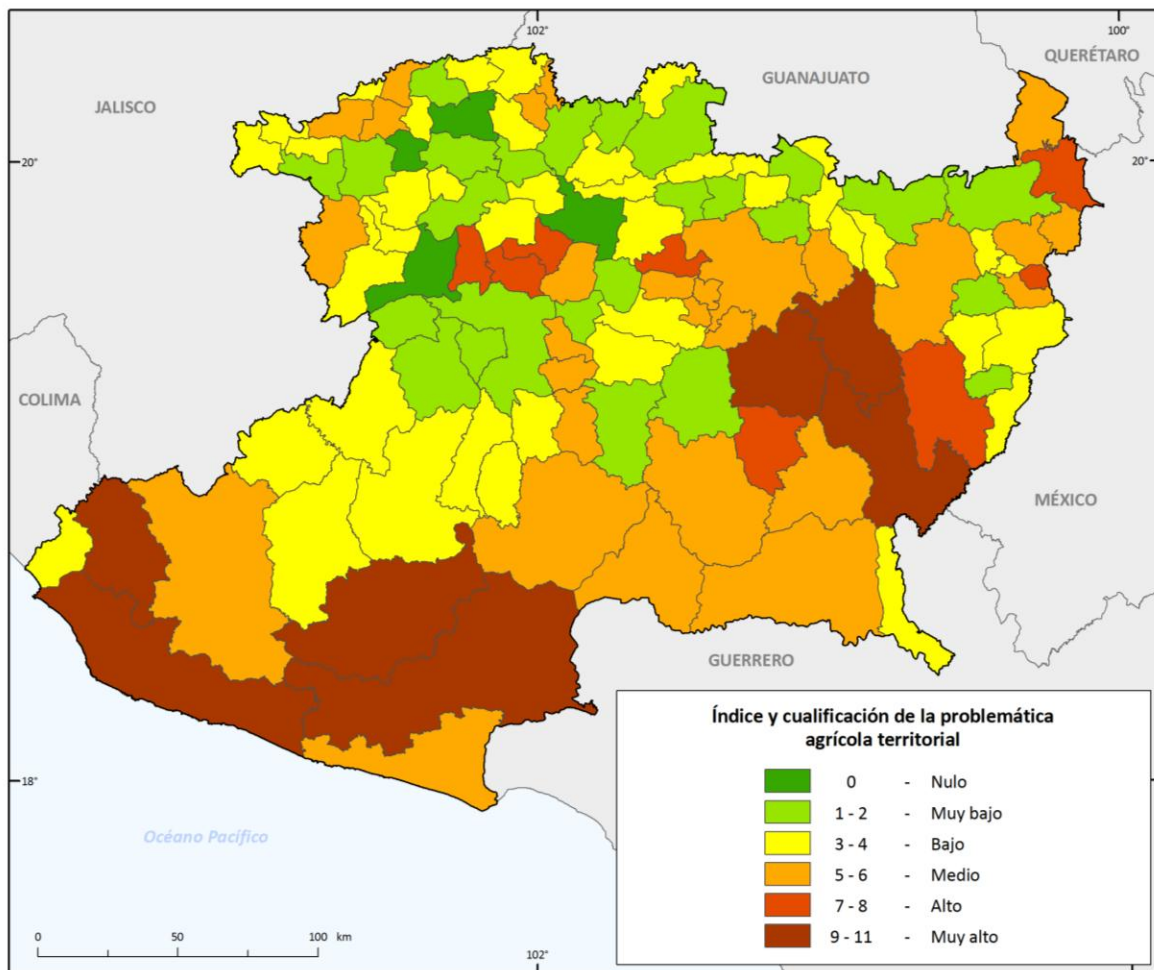 102°
100°
QUERÉTARO
GUANAJUATO
JALISCO
20°
20°
COLIMA
MÉXICO
GUERRERO
Índice y cualificación de la problemática
agrícola territorial
0 - Nulo
1 - 2 - Muy bajo
3 - 4 - Bajo
5 - 6 - Medio
7 - 8 - Alto
9 - 11 - Muy alto
18°
Océano Pacífico
0 50 100 km
102°